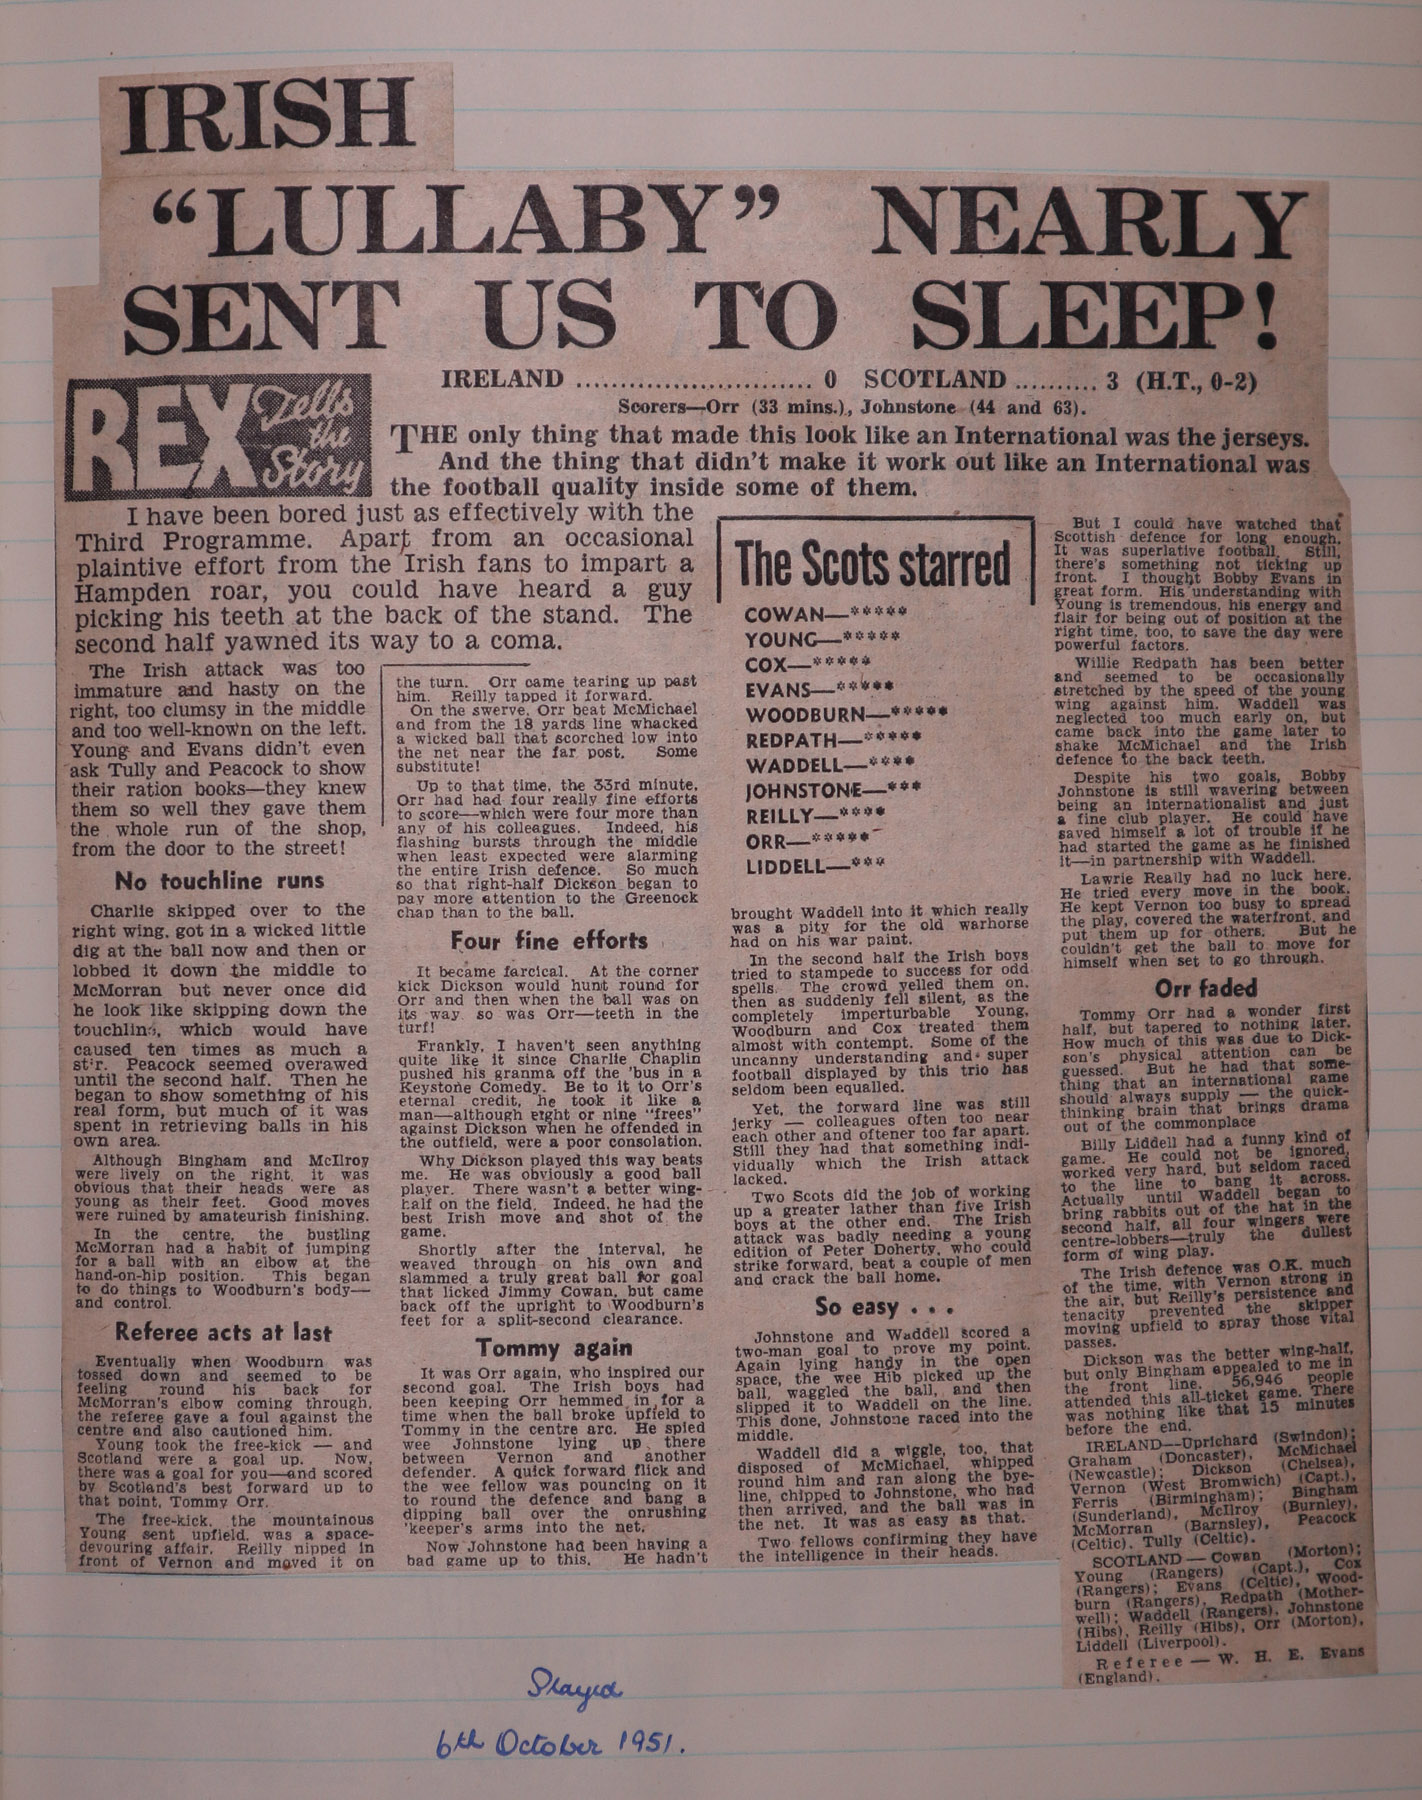 IRISH
“LULLABY” NEARLY
SENT US TO SLEEP!
REX Tells
the
Story
IRELAND .......................... 0 SCOTLAND .......... 3 (H.T., 0-2)
Scorers—Orr (33 mins.), Johnstone (44 and 63).
THE only thing that made this look like an International was the jerseys.
And the thing that didn’t make it work out like an International was
the football quality inside some of them.
I have been bored just as effectively with the
Third Programme. Apart from an occasional
plaintive effort from the Irish fans to impart a
Hampden roar, you could have heard a guy
picking his teeth at the back of the stand. The
second half yawned its way to a coma.
The Irish attack was too
immature and hasty on the
right, too clumsy in the middle
and too well-known on the left.
Young and Evans didn’t even
ask Tully and Peacock to show
their ration books—they knew
them so well they gave them
the whole run of the shop,
from the door to the street!
No touchline runs
Charlie skipped over to the
right wing, got in a wicked little
dig at the ball now and then or
lobbed it down the middle to
McMorran but never once did
he look like skipping down the
touchline, which would have
caused ten times as much a
stir. Peacock seemed overawed
until the second half. Then he
began to show something of his
real form, but much of it was
spent in retrieving balls in his
own area.
Although Bingham and McIlroy
were lively on the right, it was
obvious that their heads were as
young as their feet. Good moves
were ruined by amateurish finishing.
In the centre, the bustling
McMorran had a habit of jumping
for a ball with an elbow at the
hand-on-hip position. This began
to do things to Woodburn’s body—
and control.
Referee acts at last
Eventually when Woodburn was
tossed down and seemed to be
feeling round his back for
McMorran’s elbow coming through,
the referee gave a foul against the
centre and also cautioned him.
Young took the free-kick — and
Scotland were a goal up. Now,
there was a goal for you—and scored
by Scotland’s best forward up to
that point, Tommy Orr.
The free-kick, the mountainous
Young sent upfield, was a space-
devouring affair. Reilly nipped in
front of Vernon and moved it on
the turn. Orr came tearing up past
him. Reilly tapped it forward.
On the swerve, Orr beat McMichael
and from the 18 yards line whacked
a wicked ball that scorched low into
the net near the far post. Some
substitute!
Up to that time, the 33rd minute,
Orr had had four really fine efforts
to score—which were four more than
any of his colleagues. Indeed, his
flashing bursts through the middle
when least expected were alarming
the entire Irish defence. So much
so that right-half Dickson began to
pay more attention to the Greenock
chap than to the ball.
Four fine efforts
It became farcical. At the corner
kick Dickson would hunt round for
Orr and then when the ball was on
its way so was Orr—teeth in the
turf!
Frankly, I haven’t seen anything
quite like it since Charlie Chaplin
pushed his granma off the ’bus in a
Keystone Comedy. Be to it to Orr’s
eternal credit, he took it like a
man—although eight or nine “frees”
against Dickson when he offended in
the outfield, were a poor consolation.
Why Dickson played this way beats
me. He was obviously a good ball
player. There wasn’t a better wing-
half on the field. Indeed, he had the
best Irish move and shot of the
game.
Shortly after the interval, he
weaved through on his own and
slammed a truly great ball for goal
that licked Jimmy Cowan, but came
back off the upright to Woodburn’s
feet for a split-second clearance.
Tommy again
It was Orr again, who inspired our
second goal. The Irish boys had
been keeping Orr hemmed in for a
time when the ball broke upfield to
Tommy in the centre arc. He spied
wee Johnstone lying up there
between Vernon and another
defender. A quick forward flick and
the wee fellow was pouncing on it
to round the defence and bang a
dipping ball over the onrushing
’keeper’s arms into the net.
Now Johnstone had been having a
bad game up to this. He hadn’t
The Scots starred
COWAN—*****
YOUNG—*****
COX—*****
EVANS—*****
WOODBURN—*****
REDPATH—*****
WADDELL—****
JOHNSTONE—***
REILLY—****
ORR—*****
LIDDELL—***
brought Waddell into it which really
was a pity for the old warhorse
had on his war paint.
In the second half the Irish boys
tried to stampede to success for odd
spells. The crowd yelled them on,
then as suddenly fell silent, as the
completely imperturbable Young,
Woodburn and Cox treated them
almost with contempt. Some of the
uncanny understanding and super
football displayed by this trio has
seldom been equalled.
Yet, the forward line was still
jerky — colleagues often too near
each other and oftener too far apart.
Still they had that something indi-
vidually which the Irish attack
lacked.
Two Scots did the job of working
up a greater lather than five Irish
boys at the other end. The Irish
attack was badly needing a young
edition of Peter Doherty, who could
strike forward, beat a couple of men
and crack the ball home.
So easy . . .
Johnstone and Waddell scored a
two-man goal to prove my point.
Again lying handy in the open
space, the wee Hib picked up the
ball, waggled the ball, and then
slipped it to Waddell on the line.
This done, Johnstone raced into the
middle.
Waddell did a wiggle, too, that
disposed of McMichael, whipped
round him and ran along the bye-
line, chipped to Johnstone, who had
then arrived, and the ball was in
the net. It was as easy as that.
Two fellows confirming they have
the intelligence in their heads.
But I could have watched that
Scottish defence for long enough.
It was superlative football. Still,
there’s something not ticking up
front. I thought Bobby Evans in
great form. His understanding with
Young is tremendous, his energy and
flair for being out of position at the
right time, too, to save the day were
powerful factors.
Willie Redpath has been better
and seemed to be occasionally
stretched by the speed of the young
wing against him. Waddell was
neglected too much early on, but
came back into the game later to
shake McMichael and the Irish
defence to the back teeth.
Despite his two goals, Bobby
Johnstone is still wavering between
being an internationalist and just
a fine club player. He could have
saved himself a lot of trouble if he
had started the game as he finished
it—in partnership with Waddell.
Lawrie Really had no luck here.
He tried every move in the book.
He kept Vernon too busy to spread
the play, covered the waterfront, and
put them up for others. But he
couldn’t get the ball to move for
himself when set to go through.
Orr faded
Tommy Orr had a wonder first
half, but tapered to nothing later.
How much of this was due to Dick-
son’s physical attention can be
guessed. But he had that some-
thing that an international game
should always supply — the quick-
thinking brain that brings drama
out of the commonplace
Billy Liddell had a funny kind of
game. He could not be ignored,
worked very hard, but seldom raced
to the line to bang it across.
Actually until Waddell began to
bring rabbits out of the hat in the
second half, all four wingers were
centre-lobbers—truly the dullest
form of wing play.
The Irish defence was O.K. much
of the time, with Vernon strong in
the air, but Reilly’s persistence and
tenacity prevented the skipper
moving upfield to spray those vital
passes.
Dickson was the better wing-half,
but only Bingham appealed to me in
the front line. 56,946 people
attended this all-ticket game. There
was nothing like that 15 minutes
before the end.
IRELAND—Uprichard (Swindon);
Graham (Doncaster), McMichael
(Newcastle); Dickson (Chelsea),
Vernon (West Bromwich) (Capt.),
Ferris (Birmingham); Bingham
(Sunderland), McIlroy (Burnley),
McMorran (Barnsley), Peacock
(Celtic), Tully (Celtic).
SCOTLAND — Cowan (Morton);
Young (Rangers) (Capt.), Cox
(Rangers); Evans (Celtic), Wood-
burn (Rangers), Redpath (Mother-
well); Waddell (Rangers), Johnstone
(Hibs), Reilly (Hibs), Orr (Morton),
Liddell (Liverpool).
Referee — W. H. E. Evans
(England).
Played
6th October 1951.